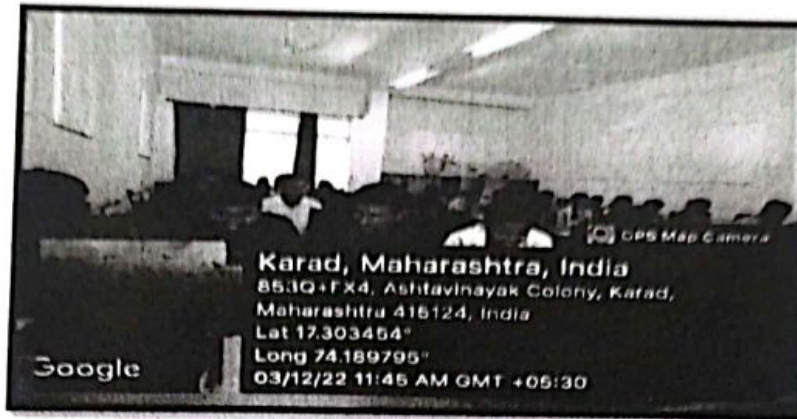 GPS Map Camera
Karad, Maharashtra, India
853Q+FX4, Ashtavinayak Colony, Karad,
Maharashtra 415124, India
Lat 17.303454°
Long 74.189795°
03/12/22 11:45 AM GMT +05:30
Google